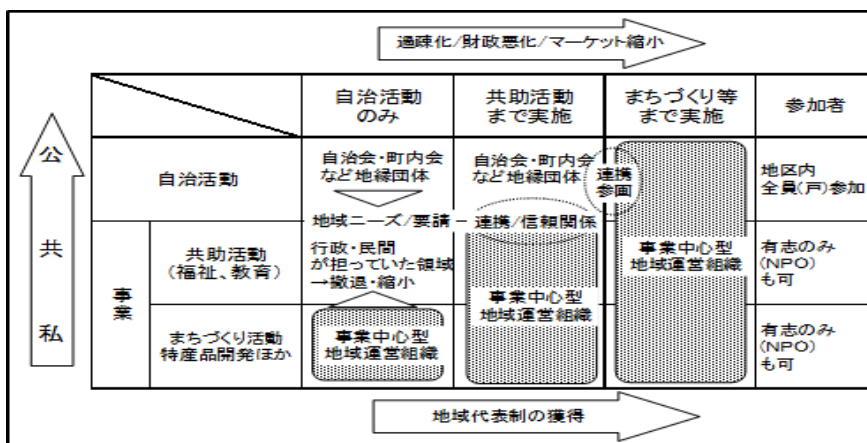 過疎化/財政悪化/マーケット縮小
自治活動
のみ
共助活動
まで実施
まちづくり等
まで実施
参加者
公
共
私
自治活動
自治会・町内会
など地縁団体
自治会・町内会
など地縁団体
連携
参画
地区内
全員(戸)参加
地域ニーズ/要請
連携/信頼関係
事業
共助活動
(福祉、教育)
行政・民間
が担っていた領域
→撤退・縮小
事業中心型
地域運営組織
事業中心型
地域運営組織
有志のみ
(NPO)
も可
まちづくり活動
特産品開発ほか
事業中心型
地域運営組織
有志のみ
(NPO)
も可
地域代表制の獲得